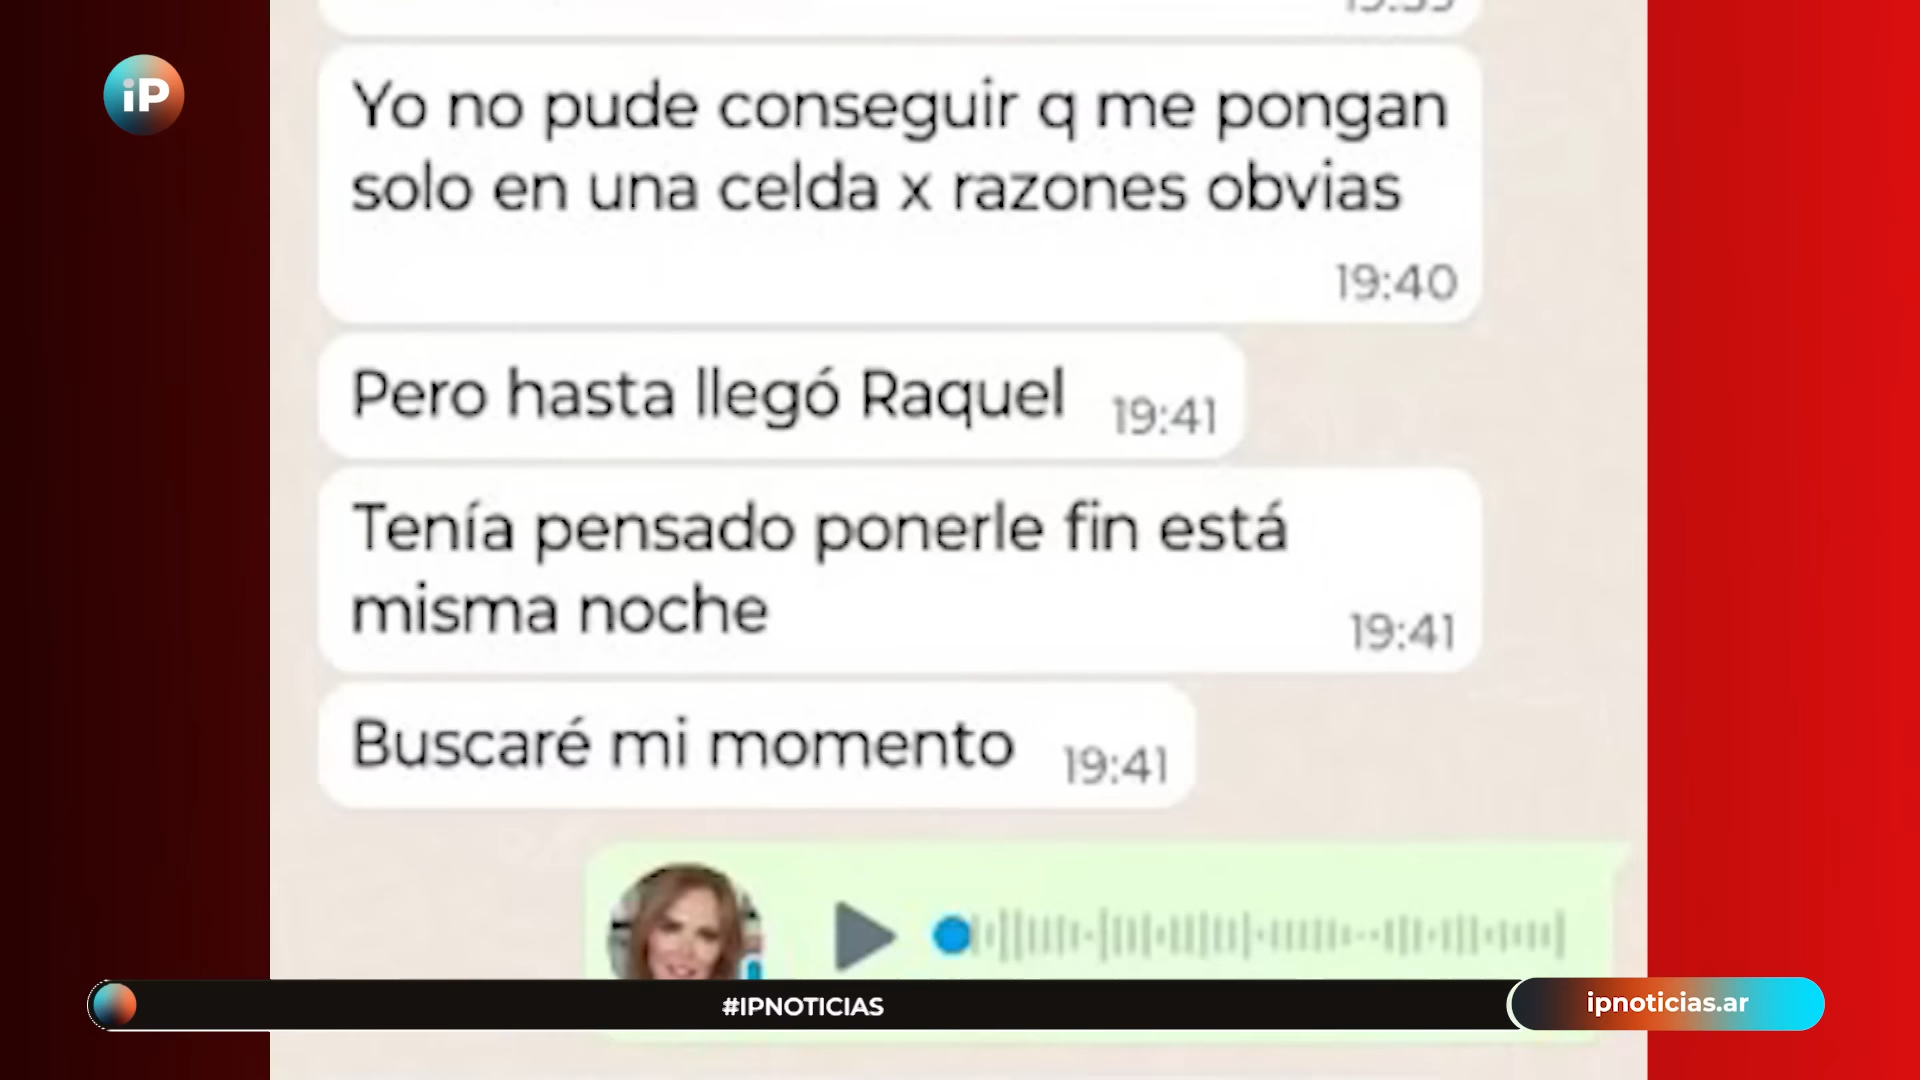 iP
Yo no pude conseguir q me pongan
solo en una celda x razones obvias
19:40
Pero hasta llegó Raquel 19:41
Tenía pensado ponerle fin está
misma noche
19:41
Buscaré mi momento 19:41
#IPNOTICIAS
ipnoticias.ar